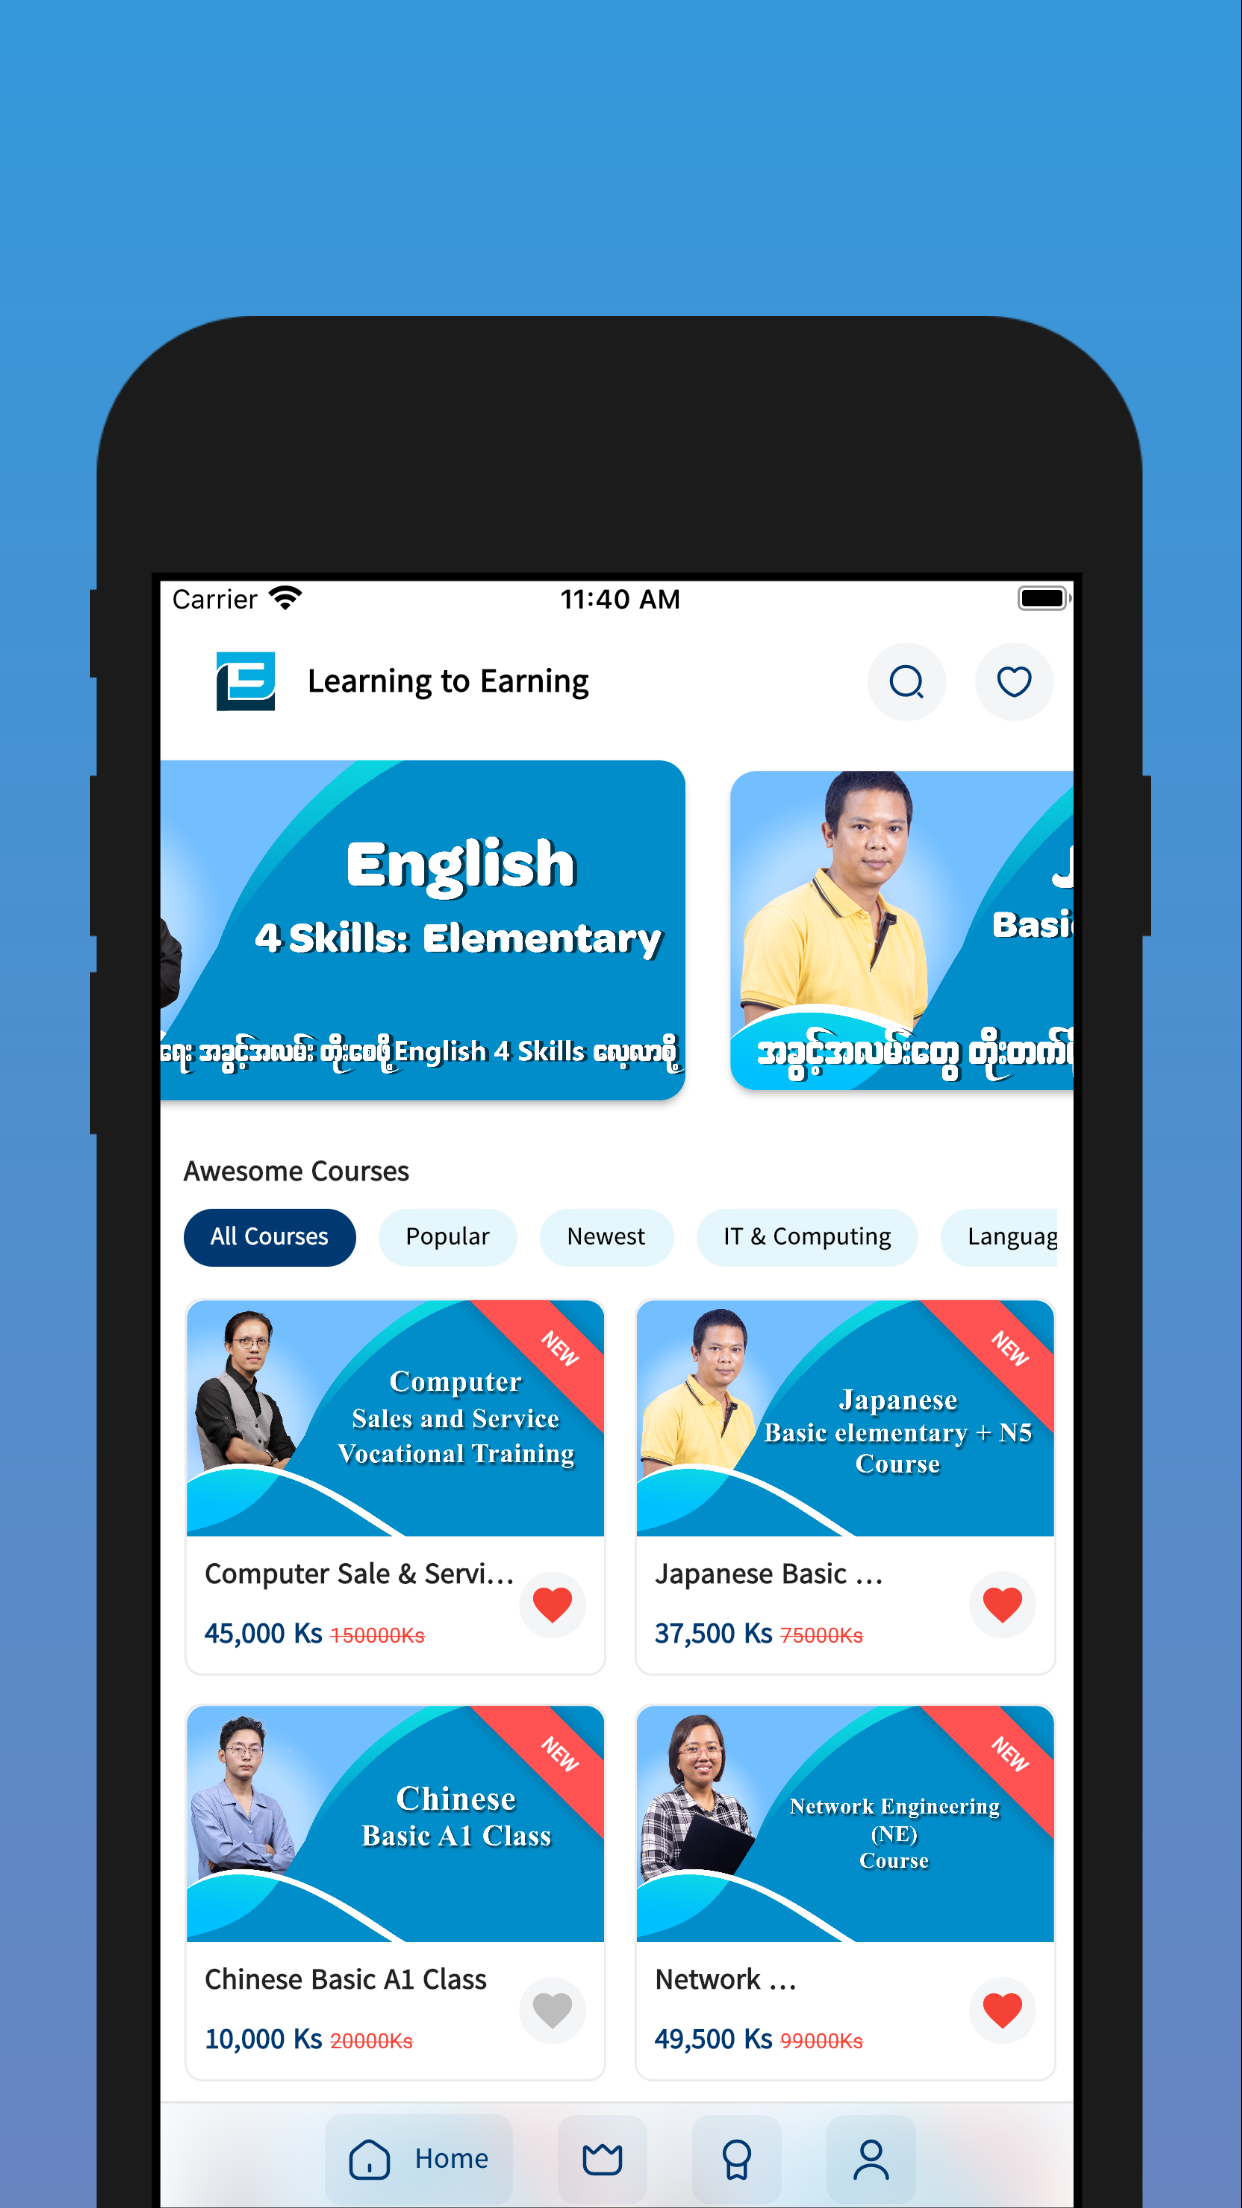 Carrier
11:40 AM
Learning to Earning
English
4 Skills: Elementary
အခွင့်အလမ်း တိုးစေဖို့ English 4 Skills လေ့လာစို့
J
Basi
အခွင့်အလမ်းတွေ တိုးတက်ဖို့
Awesome Courses
All Courses
Popular
Newest
IT & Computing
Languag
NEW
Computer
Sales and Service
Vocational Training
Computer Sale & Servi...
45,000 Ks 150000Ks
NEW
Japanese
Basic elementary + N5
Course
Japanese Basic ...
37,500 Ks 75000Ks
NEW
Chinese
Basic A1 Class
Chinese Basic A1 Class
10,000 Ks 20000Ks
NEW
Network Engineering
(NE)
Course
Network ...
49,500 Ks 99000Ks
Home